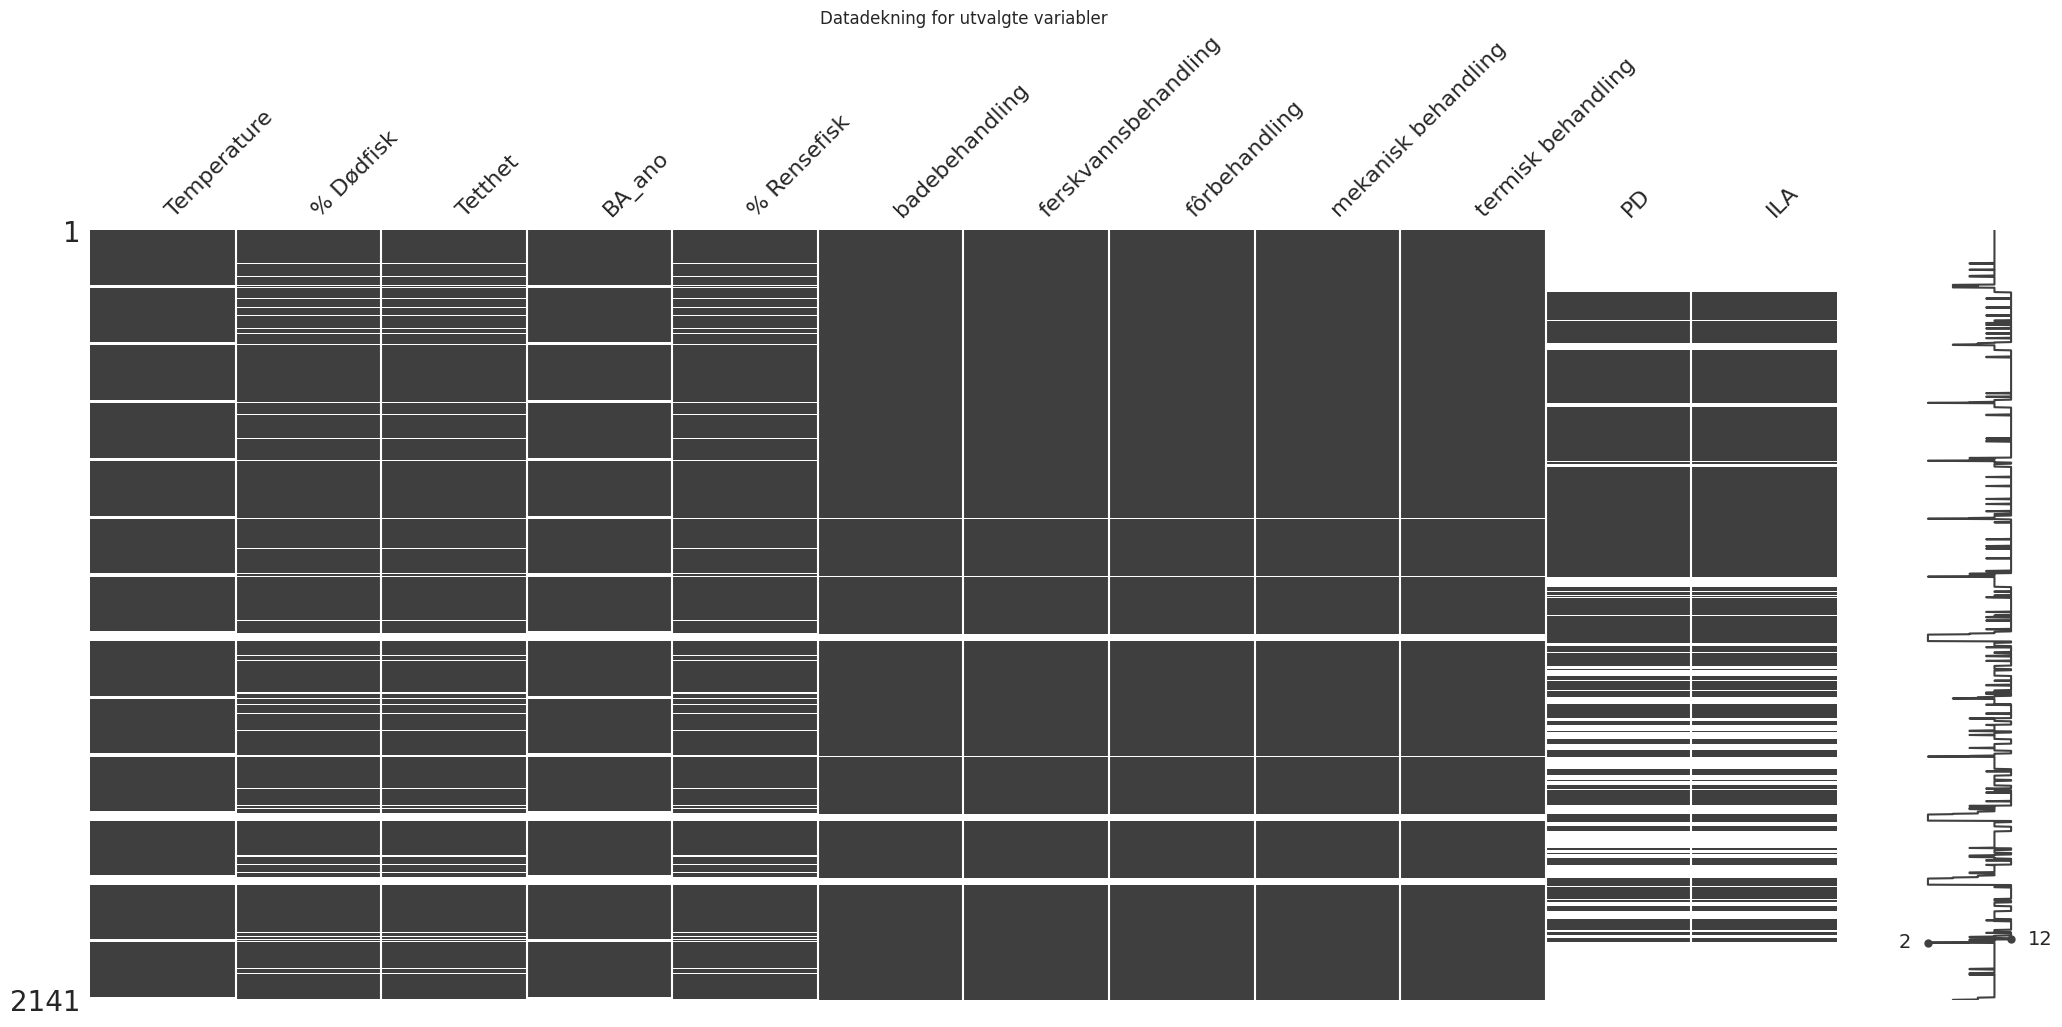 Datadekning for utvalgte variabler
Temperature
% Dødfisk
Tetthet
BA_ano
% Rensefisk
badebehandling
ferskvannsbehandling
fôrbehandling
mekanisk behandling
termisk behandling
PD
ILA
1
2
12
2141